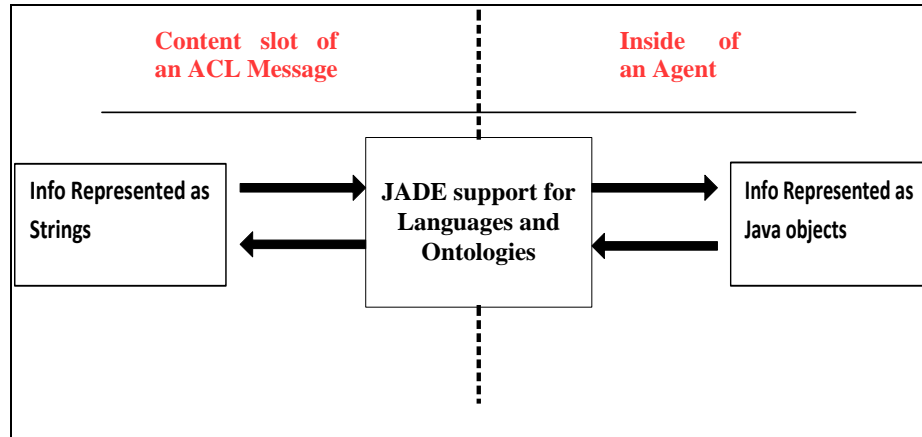 Content slot of
an ACL Message
Inside of
an Agent
Info Represented as
Strings
JADE support for
Languages and
Ontologies
Info Represented as
Java objects